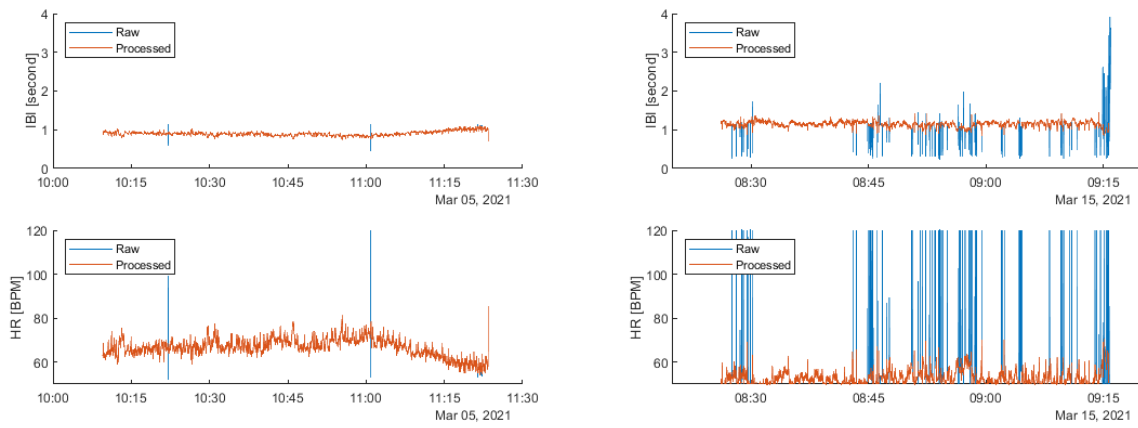 4
3
2
1
0
IBI [second]
Raw
Processed
10:00
10:15
10:30
10:45
11:00
11:15
11:30
Mar 05, 2021
4
3
2
1
0
IBI [second]
Raw
Processed
08:30
08:45
09:00
09:15
Mar 15, 2021
120
100
80
60
HR [BPM]
Raw
Processed
10:00
10:15
10:30
10:45
11:00
11:15
11:30
Mar 05, 2021
120
100
80
60
HR [BPM]
Raw
Processed
08:30
08:45
09:00
09:15
Mar 15, 2021